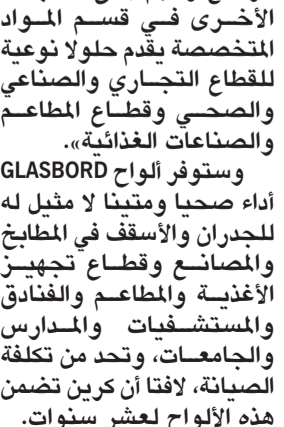 الأخرى في قسم المواد
المتخصصة يقدم حلولا نوعية
للقطاع التجاري والصناعي
والصحي وقطاع المطاعم
والصناعات الغذائية».
وستوفر ألواح GLASBORD
أداء صحيا ومتينا لا مثيل له
للجدران والأسقف في المطابخ
والمصانع وقطاع تجهيز
الأغذية والمطاعم والفنادق
والمستشفيات والمدارس
والجامعات، وتحد من تكلفة
الصيانة، لافتا أن كرين تضمن
هذه الألواح لعشر سنوات.